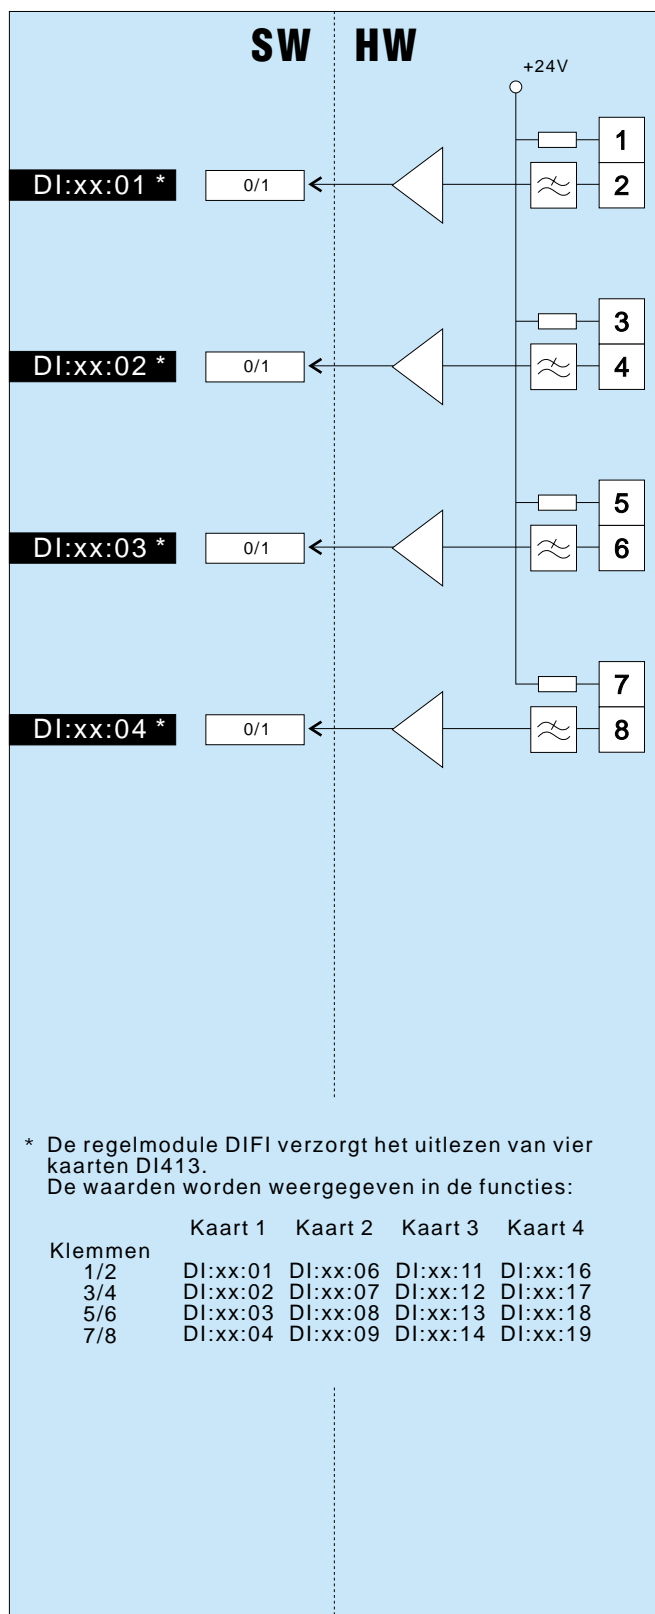 SW HW
+24V
1
DI:xx:01 * 0/1 2
3
DI:xx:02 * 0/1 4
5
DI:xx:03 * 0/1 6
7
DI:xx:04 * 0/1 8
* De regelmodule DIFI verzorgt het uitlezen van vier
kaarten DI413.
De waarden worden weergegeven in de functies:
Kaart 1 Kaart 2 Kaart 3 Kaart 4
Klemmen
1/2 DI:xx:01 DI:xx:06 DI:xx:11 DI:xx:16
3/4 DI:xx:02 DI:xx:07 DI:xx:12 DI:xx:17
5/6 DI:xx:03 DI:xx:08 DI:xx:13 DI:xx:18
7/8 DI:xx:04 DI:xx:09 DI:xx:14 DI:xx:19